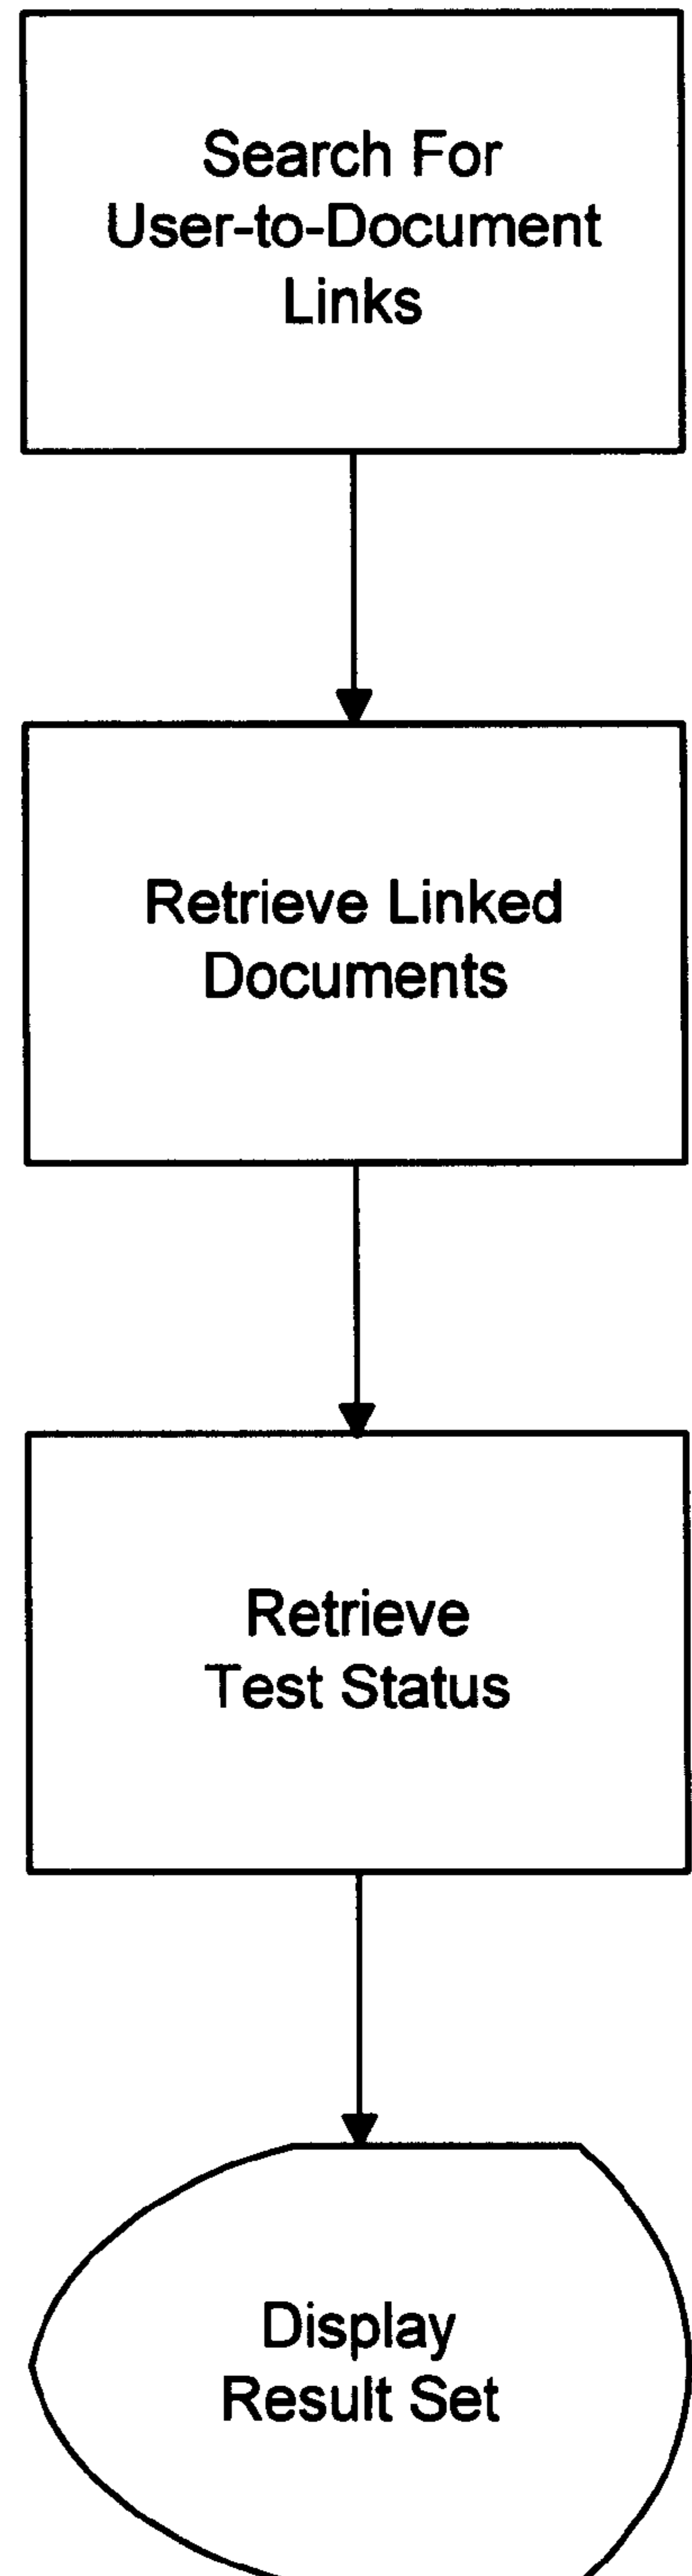 Search For
User-to-Document
Links
Retrieve Linked
Documents
Retrieve
Test Status
Display
Result Set